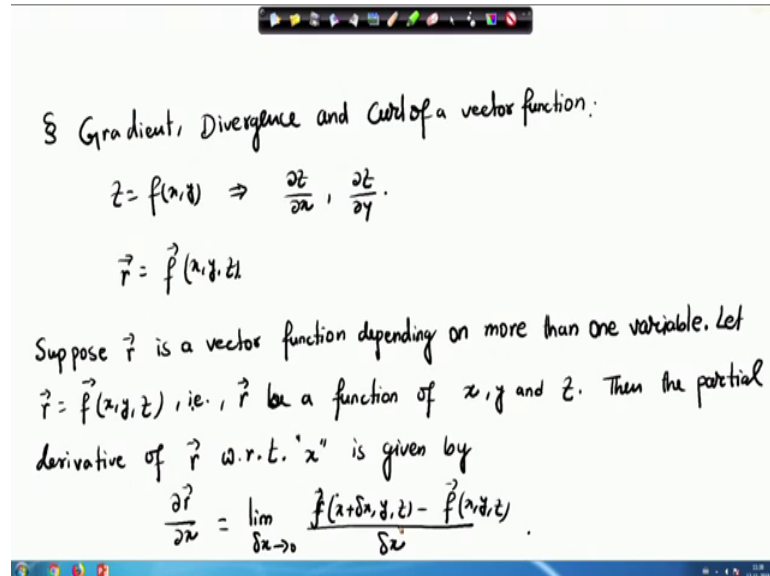 § Gradient, Divergence and Curl of a vector function:
z = f(x,y) ⇒ ∂z/∂x , ∂z/∂y .
r⃗ = f⃗ (x,y,z).
Suppose r⃗ is a vector function depending on more than one variable. Let
r⃗ = f⃗(x,y,z), i.e., r⃗ be a function of x, y and z. Then the partial
derivative of r⃗ w.r.t. "x" is given by
∂r⃗/∂x = lim δx→0 (f⃗(x+δx, y, z) − f⃗(x,y,z)) / δx .